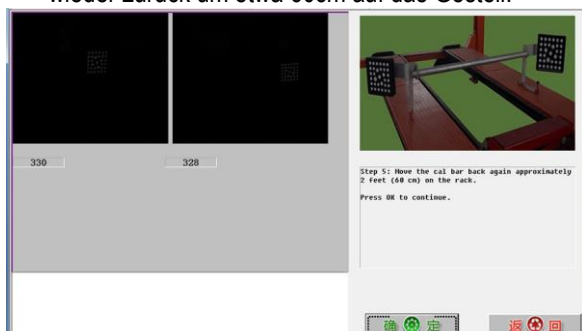 wieder zurück um etwa 60cm auf das Gestell.
330
328
Step 5: Move the cal bar back again approximately
2 feet (60 cm) on the rack.
Press OK to continue.
确 定
返 回